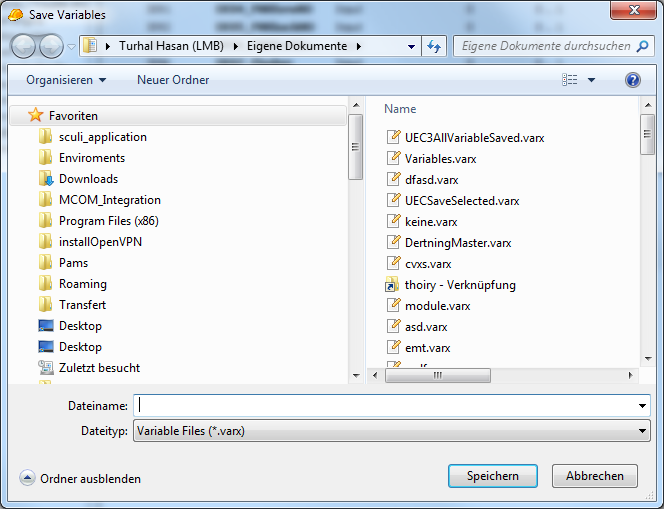 Save Variables
Turhal Hasan (LMB) Eigene Dokumente
Eigene Dokumente durchsuchen
Organisieren Neuer Ordner
Favoriten
sculi_application
Enviroments
Downloads
MCOM_Integration
Program Files (x86)
installOpenVPN
Pams
Roaming
Transfert
Desktop
Desktop
Zuletzt besucht
Name
UEC3AllVariableSaved.varx
Variables.varx
dfasd.varx
UECSaveSelected.varx
keine.varx
DertningMaster.varx
cvxs.varx
thoiry - Verknüpfung
module.varx
asd.varx
emt.varx
Dateiname:
Dateityp: Variable Files (*.varx)
Ordner ausblenden
Speichern
Abbrechen